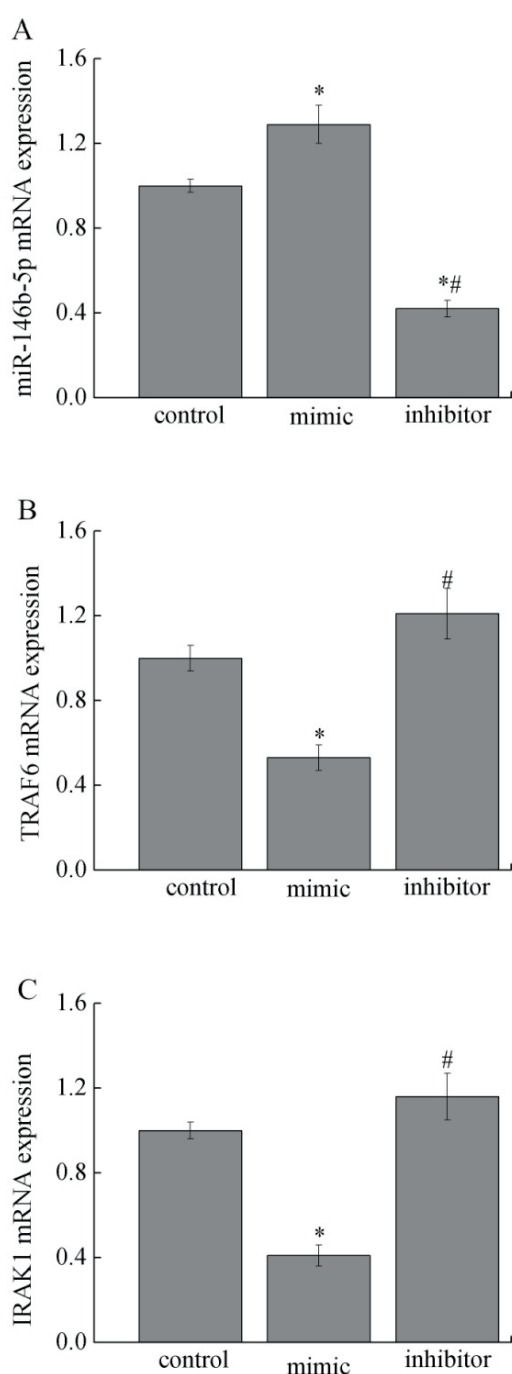 A
miR-146b-5p mRNA expression
1.6
1.2
0.8
0.4
0.0
*
*#
control mimic inhibitor
B
TRAF6 mRNA expression
1.6
1.2
0.8
0.4
0.0
*
#
control mimic inhibitor
C
IRAK1 mRNA expression
1.6
1.2
0.8
0.4
0.0
*
#
control mimic inhibitor